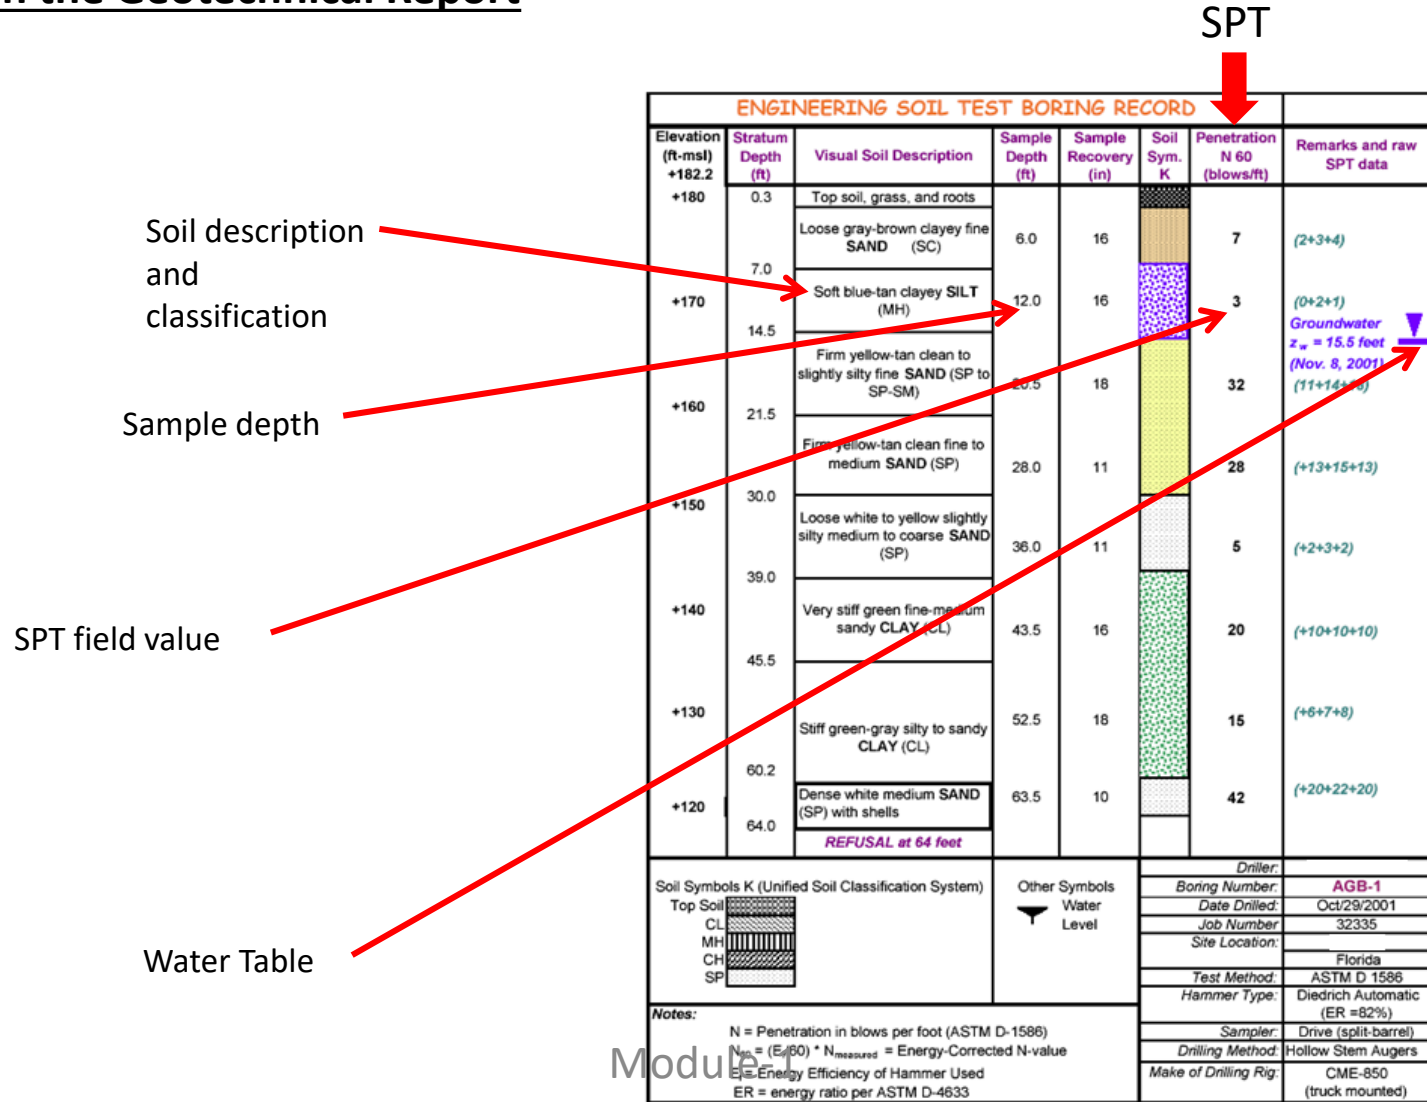 n the Geotechnical Report
SPT
ENGINEERING SOIL TEST BORING RECORD
Elevation (ft-msl) +182.2
Stratum Depth (ft)
Visual Soil Description
Sample Depth (ft)
Sample Recovery (in)
Soil Sym. K
Penetration N 60 (blows/ft)
Remarks and raw SPT data
+180
0.3
Top soil, grass, and roots
Loose gray-brown clayey fine
SAND (SC)
6.0
16
7
(2+3+4)
7.0
Soft blue-tan clayey SILT
(MH)
+170
12.0
16
3
(0+2+1)
Groundwater
z w = 15.5 feet
(Nov. 8, 2001)
14.5
Firm yellow-tan clean to
slightly silty fine SAND (SP to
SP-SM)
18
32
+160
21.5
Firm yellow-tan clean fine to
medium SAND (SP)
28.0
11
28
(+13+15+13)
30.0
+150
Loose white to yellow slightly
silty medium to coarse SAND
(SP)
36.0
11
5
(+2+3+2)
39.0
+140
Very stiff green fine-medium
sandy CLAY (CL)
43.5
16
20
(+10+10+10)
45.5
+130
Stiff green-gray silty to sandy
CLAY (CL)
52.5
18
15
(+6+7+8)
60.2
+120
Dense white medium SAND
(SP) with shells
63.5
10
42
(+20+22+20)
64.0
REFUSAL at 64 feet
Soil description
and
classification
Sample depth
SPT field value
Water Table
Soil Symbols K (Unified Soil Classification System)
Top Soil
CL
MH
CH
SP
Other Symbols
Water
Level
Driller:
Boring Number: AGB-1
Date Drilled: Oct/29/2001
Job Number 32335
Site Location:
Florida
Test Method: ASTM D 1586
Hammer Type: Diedrich Automatic
(ER =82%)
Sampler: Drive (split-barrel)
Drilling Method: Hollow Stem Augers
Make of Drilling Rig: CME-850
(truck mounted)
Notes:
N = Penetration in blows per foot (ASTM D-1586)
* Nmeasured = Energy-Corrected N-value
= Energy Efficiency of Hammer Used
ER = energy ratio per ASTM D-4633
Module-1